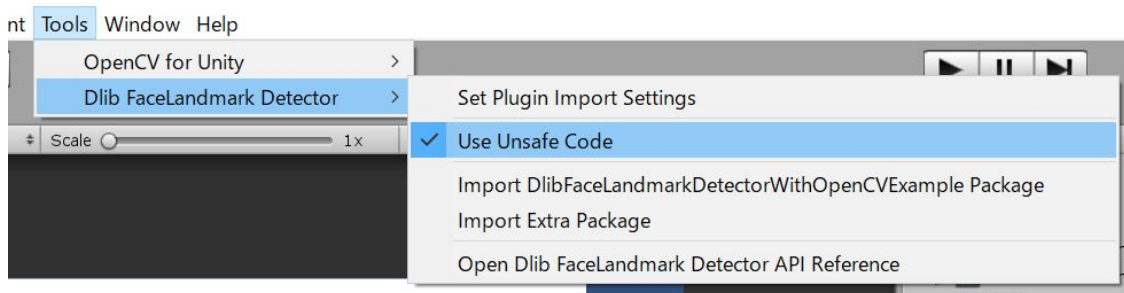 nt Tools Window Help
OpenCV for Unity
Dlib FaceLandmark Detector
Set Plugin Import Settings
Scale 1x
Use Unsafe Code
Import DlibFaceLandmarkDetectorWithOpenCVExample Package
Import Extra Package
Open Dlib FaceLandmark Detector API Reference